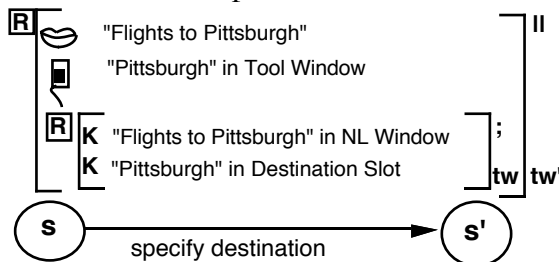 R "Flights to Pittsburgh" ll
"Pittsburgh" in Tool Window
R K "Flights to Pittsburgh" in NL Window ;
K "Pittsburgh" in Destination Slot tw tw'
s s'
specify destination